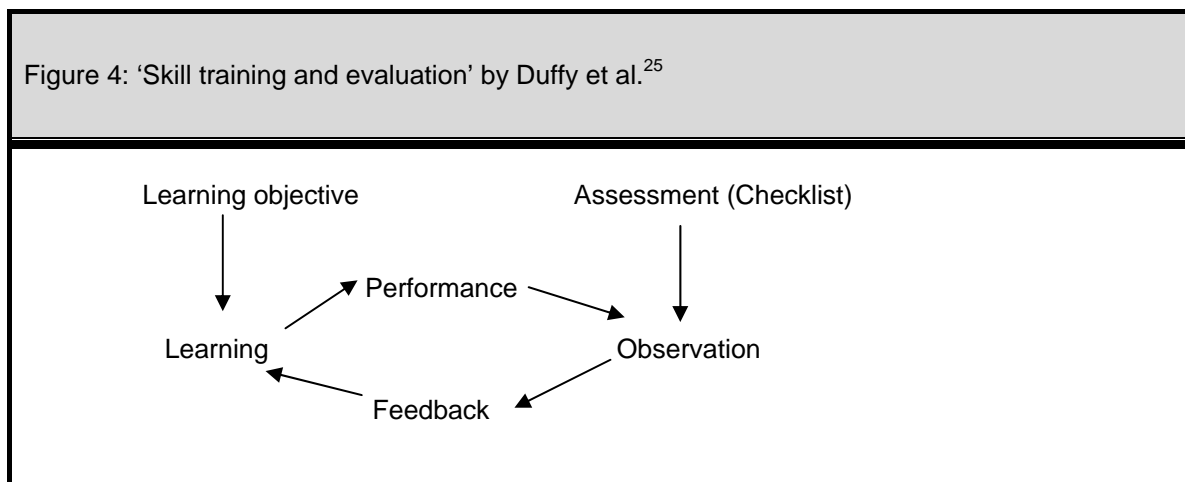 Figure 4: ‘Skill training and evaluation’ by Duffy et al.25
Learning objective Assessment (Checklist)
Performance
Learning Observation
Feedback